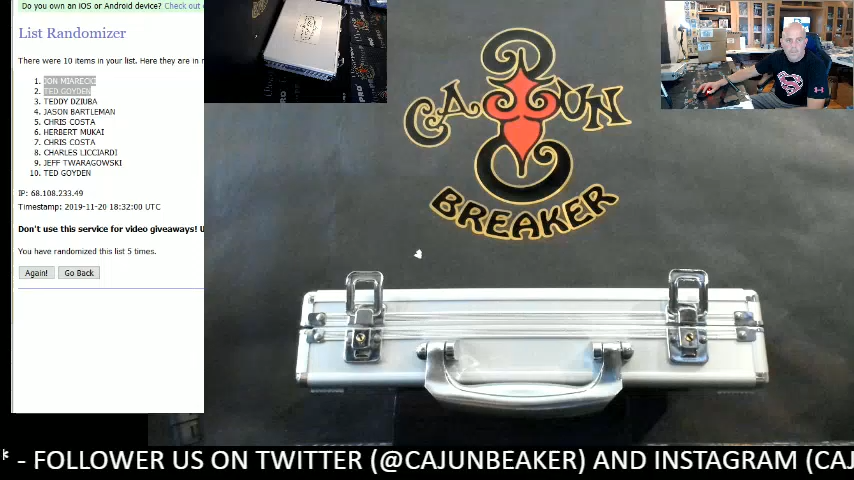 Do you own an iOS or Android device? Check out
List Randomizer
There were 10 items in your list. Here they are in r
1. JON MIARECKI
2. TED GOYDEN
3. TEDDY DZIUBA
4. JASON BARTLEMAN
5. CHRIS COSTA
6. HERBERT MUKAI
7. CHRIS COSTA
8. CHARLES LICCIARDI
9. JEFF TWARAGOWSKI
10. TED GOYDEN
IP: 68.108.233.49
Timestamp: 2019-11-20 18:32:00 UTC
Don't use this service for video giveaways!
You have randomized this list 5 times.
Again! Go Back
CAJUN
BREAKER
* - FOLLOWER US ON TWITTER (@CAJUNBEAKER) AND INSTAGRAM (CAJ